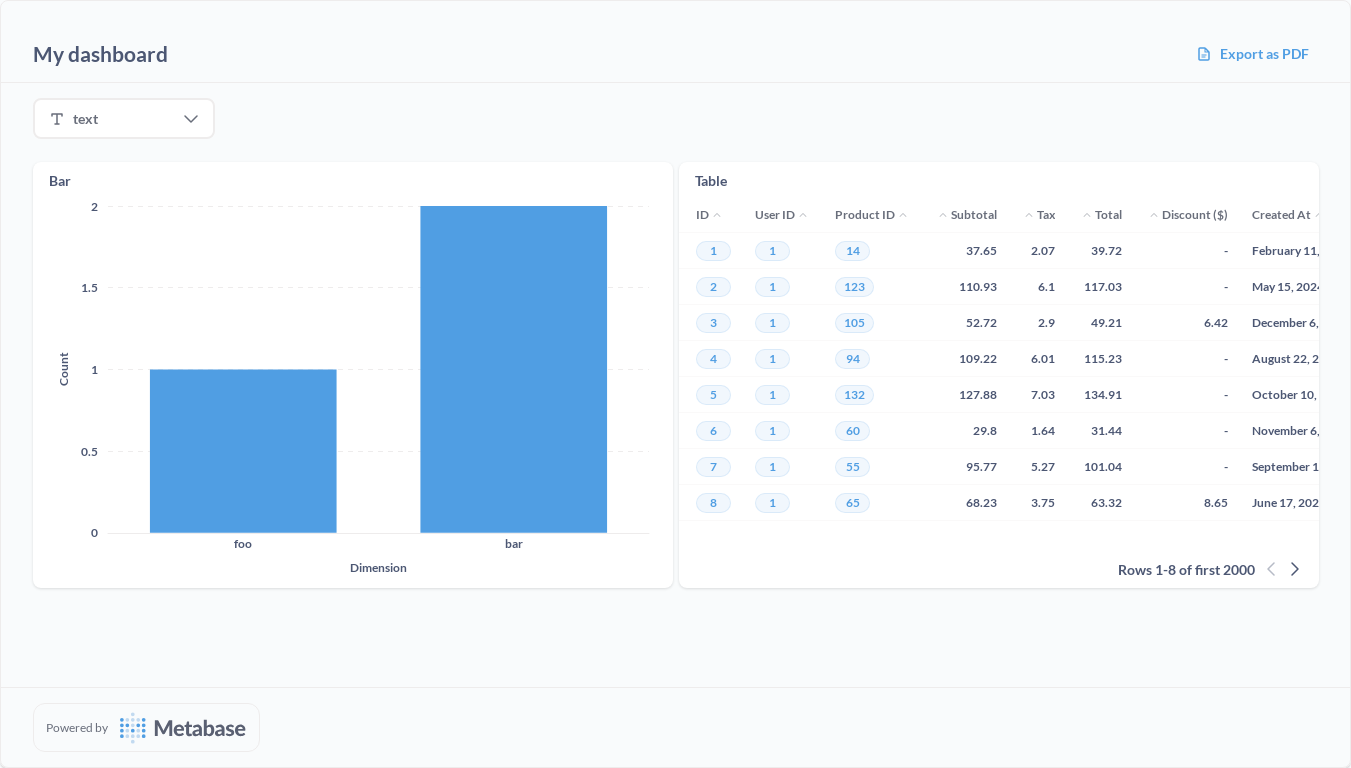 My dashboard
Export as PDF
text
Bar
2
1.5
1
0.5
0
Count
foo
bar
Dimension
Table
ID User ID Product ID Subtotal Tax Total Discount ($) Created At
1 1 14 37.65 2.07 39.72 - February 11,
2 1 123 110.93 6.1 117.03 - May 15, 2024
3 1 105 52.72 2.9 49.21 6.42 December 6,
4 1 94 109.22 6.01 115.23 - August 22, 2
5 1 132 127.88 7.03 134.91 - October 10,
6 1 60 29.8 1.64 31.44 - November 6,
7 1 55 95.77 5.27 101.04 - September 1
8 1 65 68.23 3.75 63.32 8.65 June 17, 202
Rows 1-8 of first 2000
Powered by Metabase